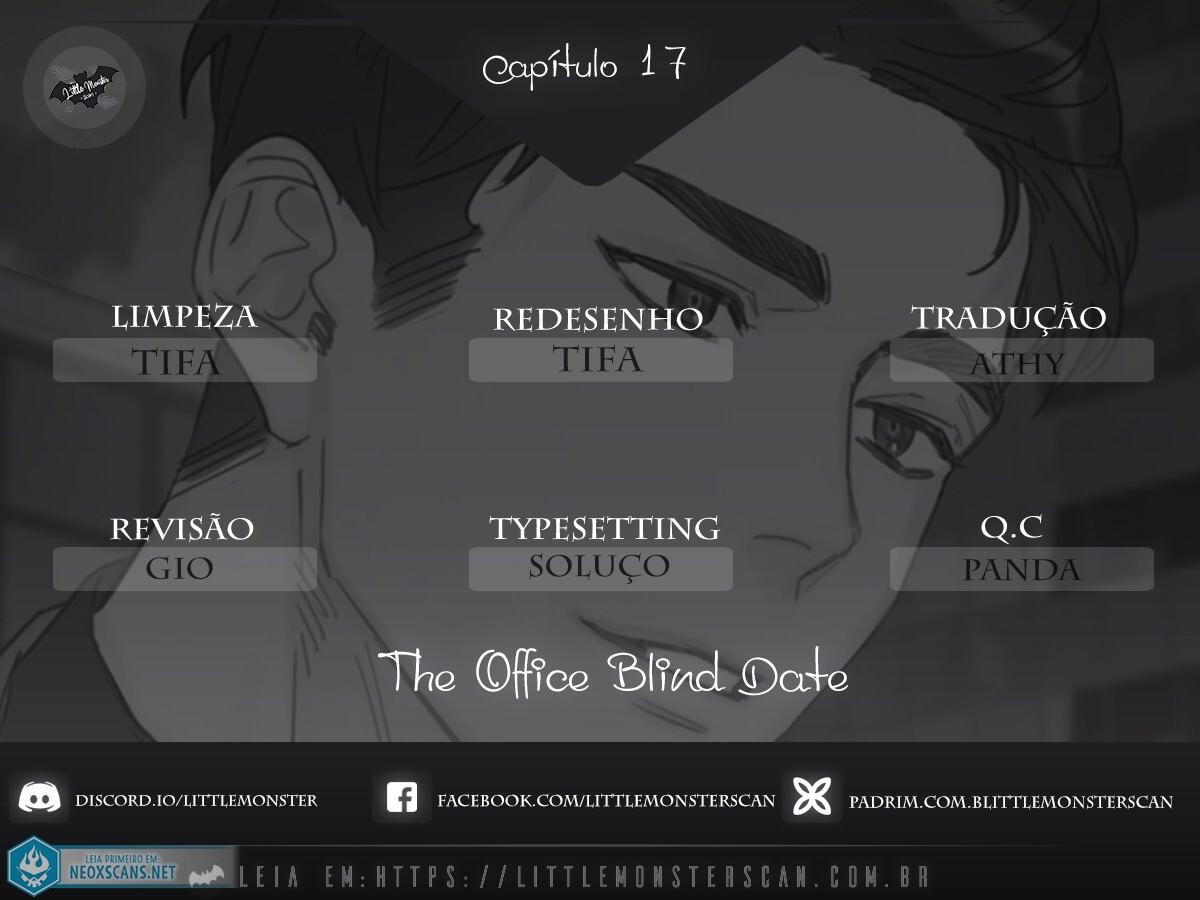 Capítulo 17
Little Monster
LIMPEZA
TIFA
REDESENHO
TIFA
TRADUÇÃO
ATHY
REVISÃO
GIO
TYPESETTING
SOLUÇO
Q.C
PANDA
The Office Blind Date
DISCORD.IO/LITTLEMONSTER
FACEBOOK.COM/LITTLEMONSTERSCAN
PADRIM.COM.BLITTLEMONSTERSCAN
LEIA PRIMEIRO EM:
NEOXSCANS.NET
LEIA EM:HTTPS://LITTLEMONSTERSCAN.COM.BR